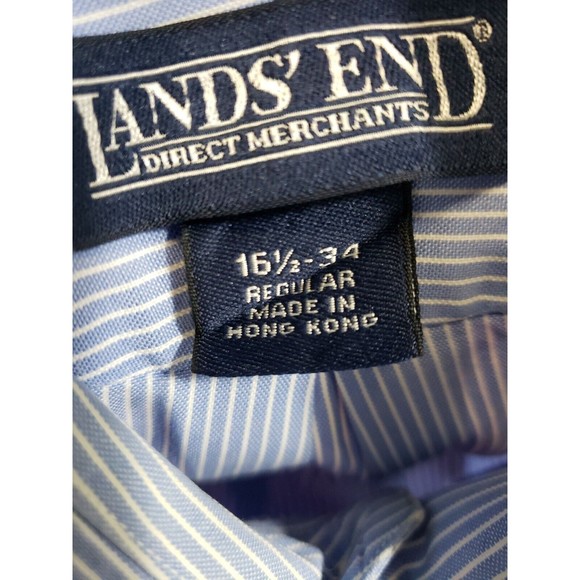 LANDS' END®
DIRECT MERCHANTS
16½-34
REGULAR
MADE IN
HONG KONG